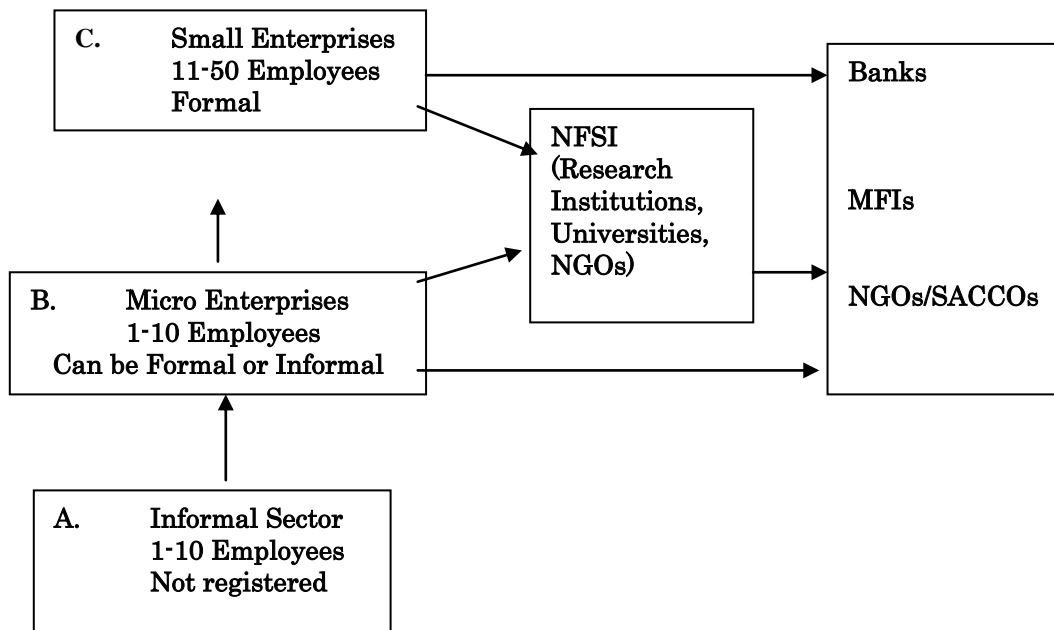 C. Small Enterprises
11-50 Employees
Formal
Banks
MFIs
NGOs/SACCOs
NFSI
(Research
Institutions,
Universities,
NGOs)
B. Micro Enterprises
1-10 Employees
Can be Formal or Informal
A. Informal Sector
1-10 Employees
Not registered